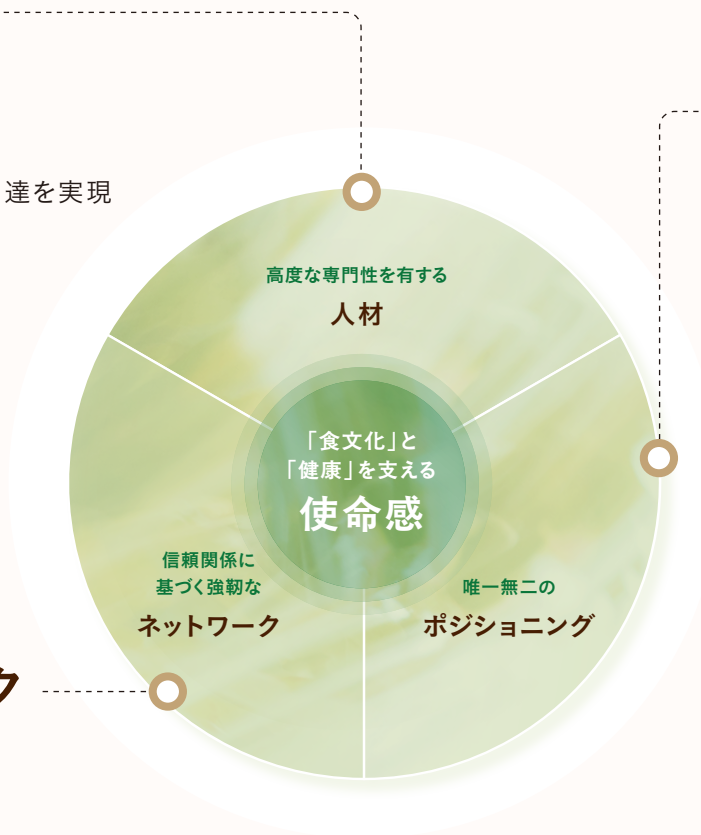 達を実現
高度な専門性を有する
人材
「食文化」と
「健康」を支える
使命感
信頼関係に
基づく強靭な
ネットワーク
唯一無二の
ポジショニング
ク